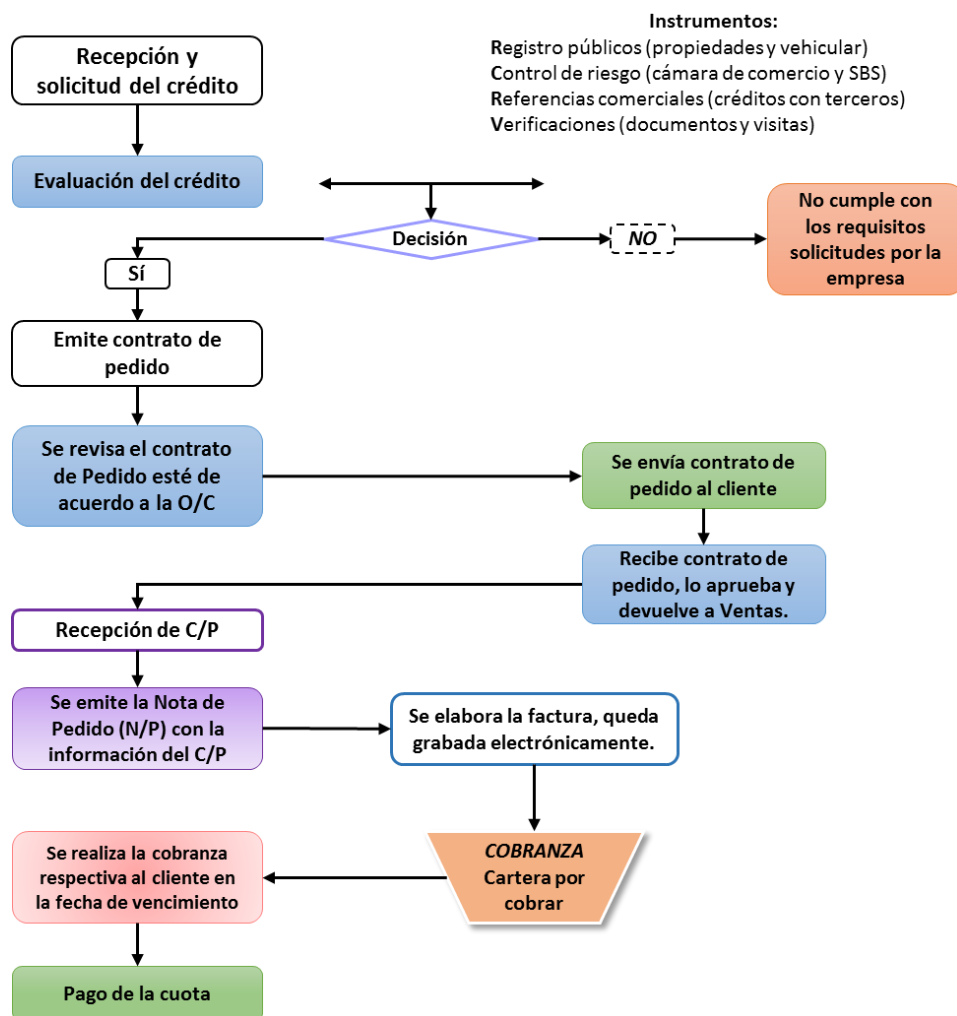 Instrumentos:
Registro públicos (propiedades y vehicular)
Control de riesgo (cámara de comercio y SBS)
Referencias comerciales (créditos con terceros)
Verificaciones (documentos y visitas)
Recepción y
solicitud del crédito
Evaluación del crédito
Decisión
NO
No cumple con
los requisitos
solicitudes por la
empresa
Sí
Emite contrato de
pedido
Se revisa el contrato
de Pedido esté de
acuerdo a la O/C
Se envía contrato de
pedido al cliente
Recibe contrato de
pedido, lo aprueba y
devuelve a Ventas.
Recepción de C/P
Se emite la Nota de
Pedido (N/P) con la
información del C/P
Se elabora la factura, queda
grabada electrónicamente.
COBRANZA
Cartera por
cobrar
Se realiza la cobranza
respectiva al cliente en
la fecha de vencimiento
Pago de la cuota